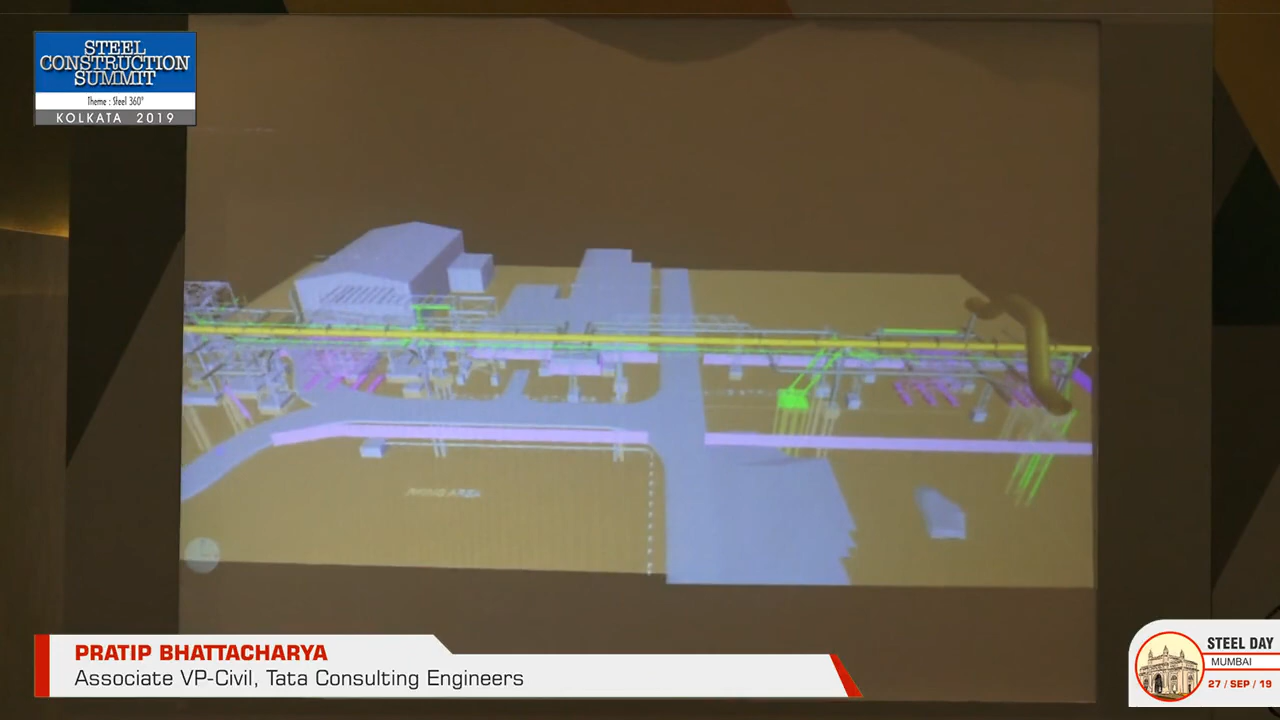 STEEL
CONSTRUCTION
SUMMIT
Theme : Steel 360°
KOLKATA 2019
PRATIP BHATTACHARYA
Associate VP-Civil, Tata Consulting Engineers
STEEL DAY
MUMBAI
27 / SEP / 19